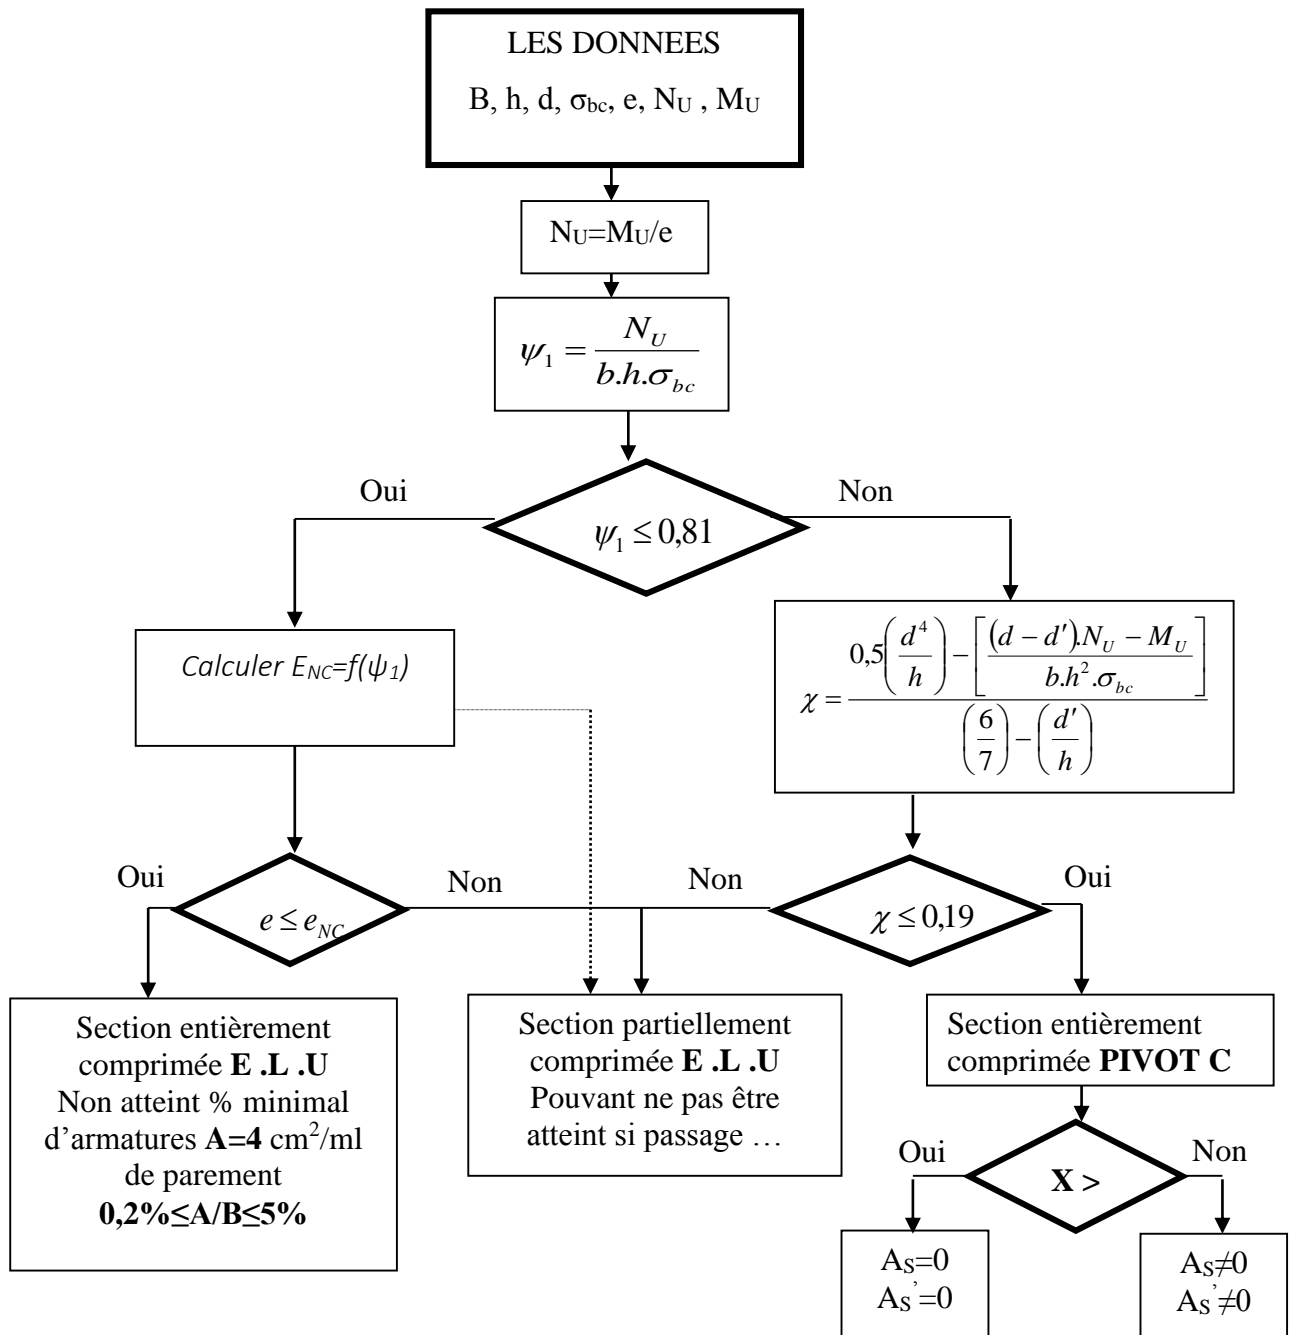 LES DONNEES
B, h, d, σbc, e, NU , MU
NU=MU/e
ψ1 = NU / b.h.σbc
Oui
Non
ψ1 ≤ 0,81
Calculer ENC=f(ψ1)
χ = (0,5(d^4/h) − [((d − d′).NU − MU) / b.h^2.σbc]) / ((6/7) − (d′/h))
Oui
Non
Non
Oui
e ≤ eNC
χ ≤ 0,19
Section entièrement
comprimée E .L .U
Non atteint % minimal
d’armatures A=4 cm2/ml
de parement
0,2%≤A/B≤5%
Section partiellement
comprimée E .L .U
Pouvant ne pas être
atteint si passage …
Section entièrement
comprimée PIVOT C
Oui
Non
X >
AS=0
AS’=0
AS≠0
AS’≠0